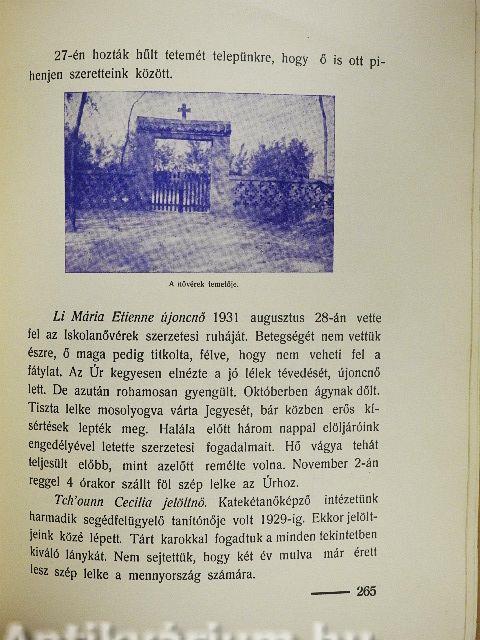 27-én hozták hűlt tetemét telepünkre, hogy ő is ott pi-
henjen szeretteink között.
A nővérek temetője.
Li Mária Etienne újoncnő 1931 augusztus 28-án vette
fel az Iskolanővérek szerzetesi ruháját. Betegségét nem vettük
észre, ő maga pedig titkolta, félve, hogy nem veheti fel a
fátylat. Az Úr kegyesen elnézte a jó lélek tévedését, újoncnő
lett. De azután rohamosan gyengült. Októberben ágynak dőlt.
Tiszta lelke mosolyogva várta Jegyesét, bár közben erős kí-
sértések lepték meg. Halála előtt három nappal elöljáróink
engedélyével letette szerzetesi fogadalmait. Hő vágya tehát
teljesült előbb, mint azelőtt remélte volna. November 2-án
reggel 4 órakor szállt föl szép lelke az Úrhoz.
Tch'ounn Cecilia jelöltnő. Katekétanőképző intézetünk
harmadik segédfelügyelő tanítónője volt 1929-ig. Ekkor jelölt-
jeink közé lépett. Tárt karokkal fogadtuk a minden tekintetben
kiváló lánykát. Nem sejtettük, hogy két év mulva már érett
lesz szép lelke a mennyország számára.
265
Antikvárium.hu